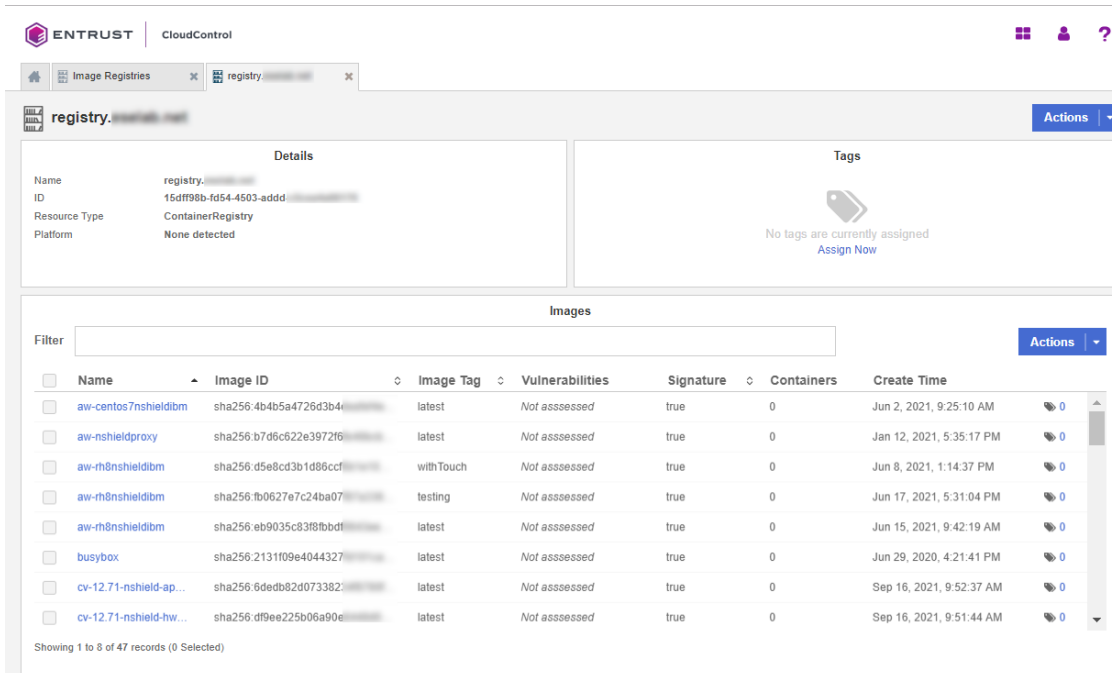 ENTRUST CloudControl
?
Image Registries registry.
registry. Actions
Details
Name registry.
ID 15dff98b-fd54-4503-addd
Resource Type ContainerRegistry
Platform None detected
Tags
No tags are currently assigned
Assign Now
Images
Filter Actions
Name Image ID Image Tag Vulnerabilities Signature Containers Create Time
aw-centos7nshieldibm sha256:4b4b5a4726d3b4 latest Not asssessed true 0 Jun 2, 2021, 9:25:10 AM 0
aw-nshieldproxy sha256:b7d6c622e3972f6 latest Not asssessed true 0 Jan 12, 2021, 5:35:17 PM 0
aw-rh8nshieldibm sha256:d5e8cd3b1d86ccf withTouch Not asssessed true 0 Jun 8, 2021, 1:14:37 PM 0
aw-rh8nshieldibm sha256:fb0627e7c24ba07 testing Not asssessed true 0 Jun 17, 2021, 5:31:04 PM 0
aw-rh8nshieldibm sha256:eb9035c83f8fbbdf latest Not asssessed true 0 Jun 15, 2021, 9:42:19 AM 0
busybox sha256:2131f09e4044327 latest Not asssessed true 0 Jun 29, 2020, 4:21:41 PM 0
cv-12.71-nshield-ap... sha256:6dedb82d073382 latest Not asssessed true 0 Sep 16, 2021, 9:52:37 AM 0
cv-12.71-nshield-hw... sha256:df9ee225b06a90e latest Not asssessed true 0 Sep 16, 2021, 9:51:44 AM 0
Showing 1 to 8 of 47 records (0 Selected)